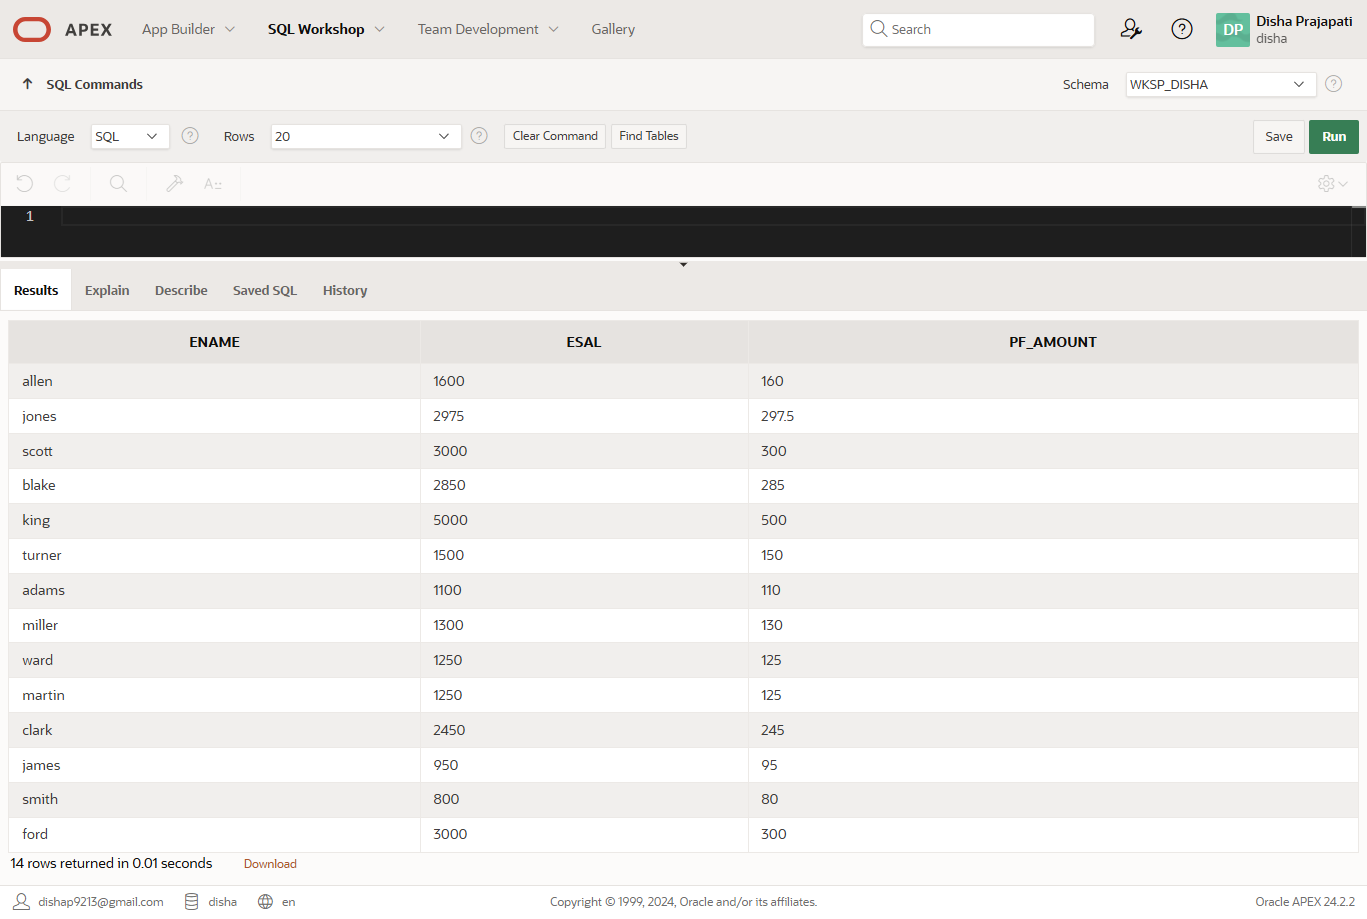 APEX App Builder SQL Workshop Team Development Gallery Search DP Disha Prajapati
disha
SQL Commands Schema WKSP_DISHA
Language SQL Rows 20 Clear Command Find Tables Save Run
A
1
Results Explain Describe Saved SQL History
ENAME ESAL PF_AMOUNT
allen 1600 160
jones 2975 297.5
scott 3000 300
blake 2850 285
king 5000 500
turner 1500 150
adams 1100 110
miller 1300 130
ward 1250 125
martin 1250 125
clark 2450 245
james 950 95
smith 800 80
ford 3000 300
14 rows returned in 0.01 seconds Download
dishap9213@gmail.com disha en Copyright © 1999, 2024, Oracle and/or its affiliates. Oracle APEX 24.2.2